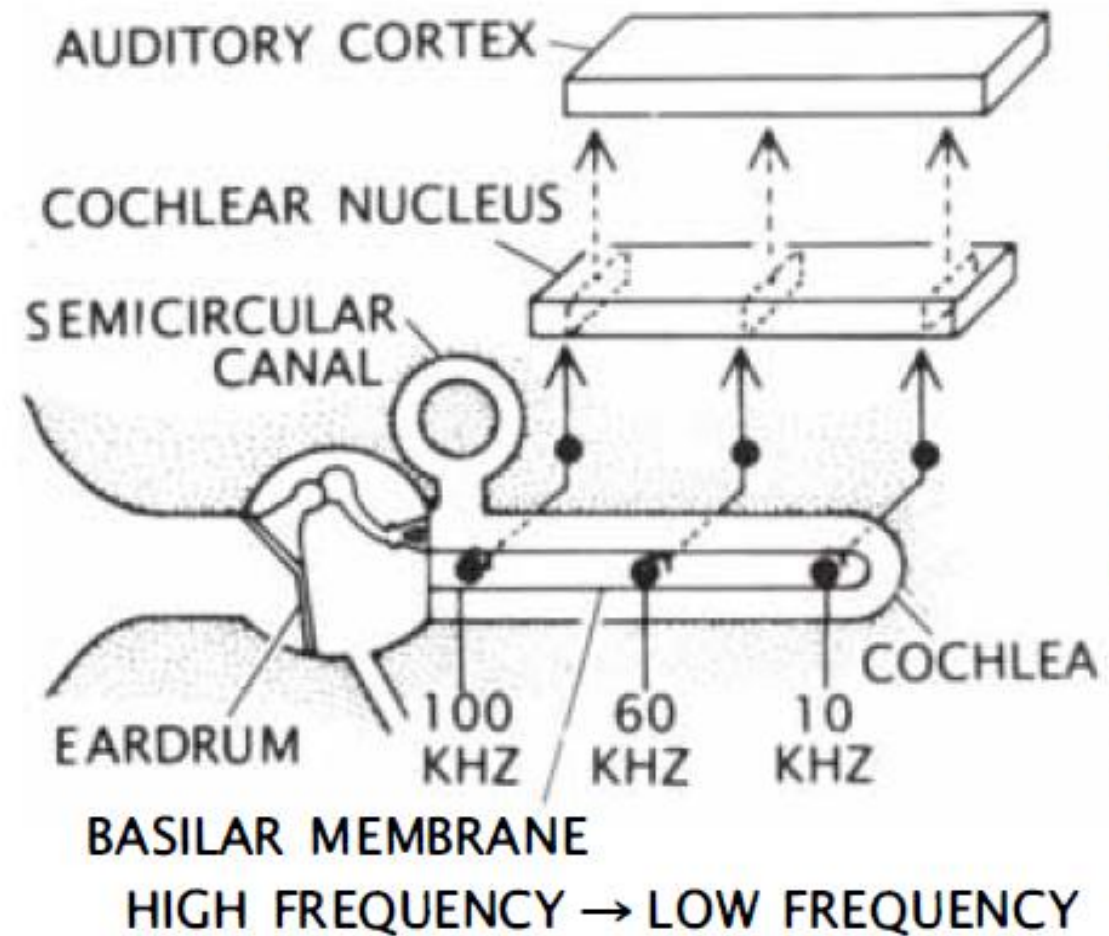 AUDITORY CORTEX
COCHLEAR NUCLEUS
SEMICIRCULAR
CANAL
COCHLEA
EARDRUM
100
KHZ
60
KHZ
10
KHZ
BASILAR MEMBRANE
HIGH FREQUENCY → LOW FREQUENCY